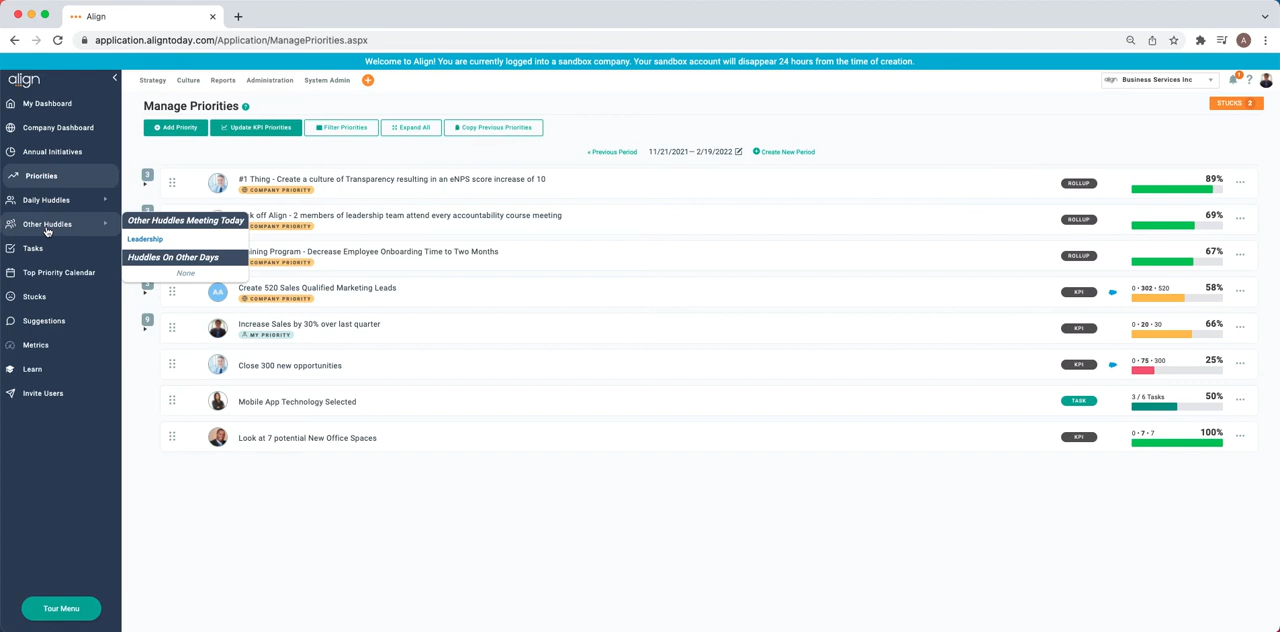 Align
application.aligntoday.com/Application/ManagePriorities.aspx
A
Welcome to Align! You are currently logged into a sandbox company. Your sandbox account will disappear 24 hours from the time of creation.
align
Strategy Culture Reports Administration System Admin
align Business Services Inc
1
?
My Dashboard
Company Dashboard
Annual Initiatives
Priorities
Daily Huddles
Other Huddles
Tasks
Top Priority Calendar
Stucks
Suggestions
Metrics
Learn
Invite Users
Tour Menu
Manage Priorities ?
STUCKS 2
Add Priority
Update KPI Priorities
Filter Priorities
Expand All
Copy Previous Priorities
« Previous Period 11/21/2021— 2/19/2022 Create New Period
3
#1 Thing - Create a culture of Transparency resulting in an eNPS score increase of 10
COMPANY PRIORITY
ROLLUP
89%
Other Huddles Meeting Today
Leadership
Huddles On Other Days
None
k off Align - 2 members of leadership team attend every accountability course meeting
COMPANY PRIORITY
ROLLUP
69%
ining Program - Decrease Employee Onboarding Time to Two Months
COMPANY PRIORITY
ROLLUP
67%
AA
Create 520 Sales Qualified Marketing Leads
COMPANY PRIORITY
KPI
0 • 302 • 520
58%
9
Increase Sales by 30% over last quarter
MY PRIORITY
KPI
0 • 20 • 30
66%
Close 300 new opportunities
KPI
0 • 75 • 300
25%
Mobile App Technology Selected
TASK
3 / 6 Tasks
50%
Look at 7 potential New Office Spaces
KPI
0 • 7 • 7
100%